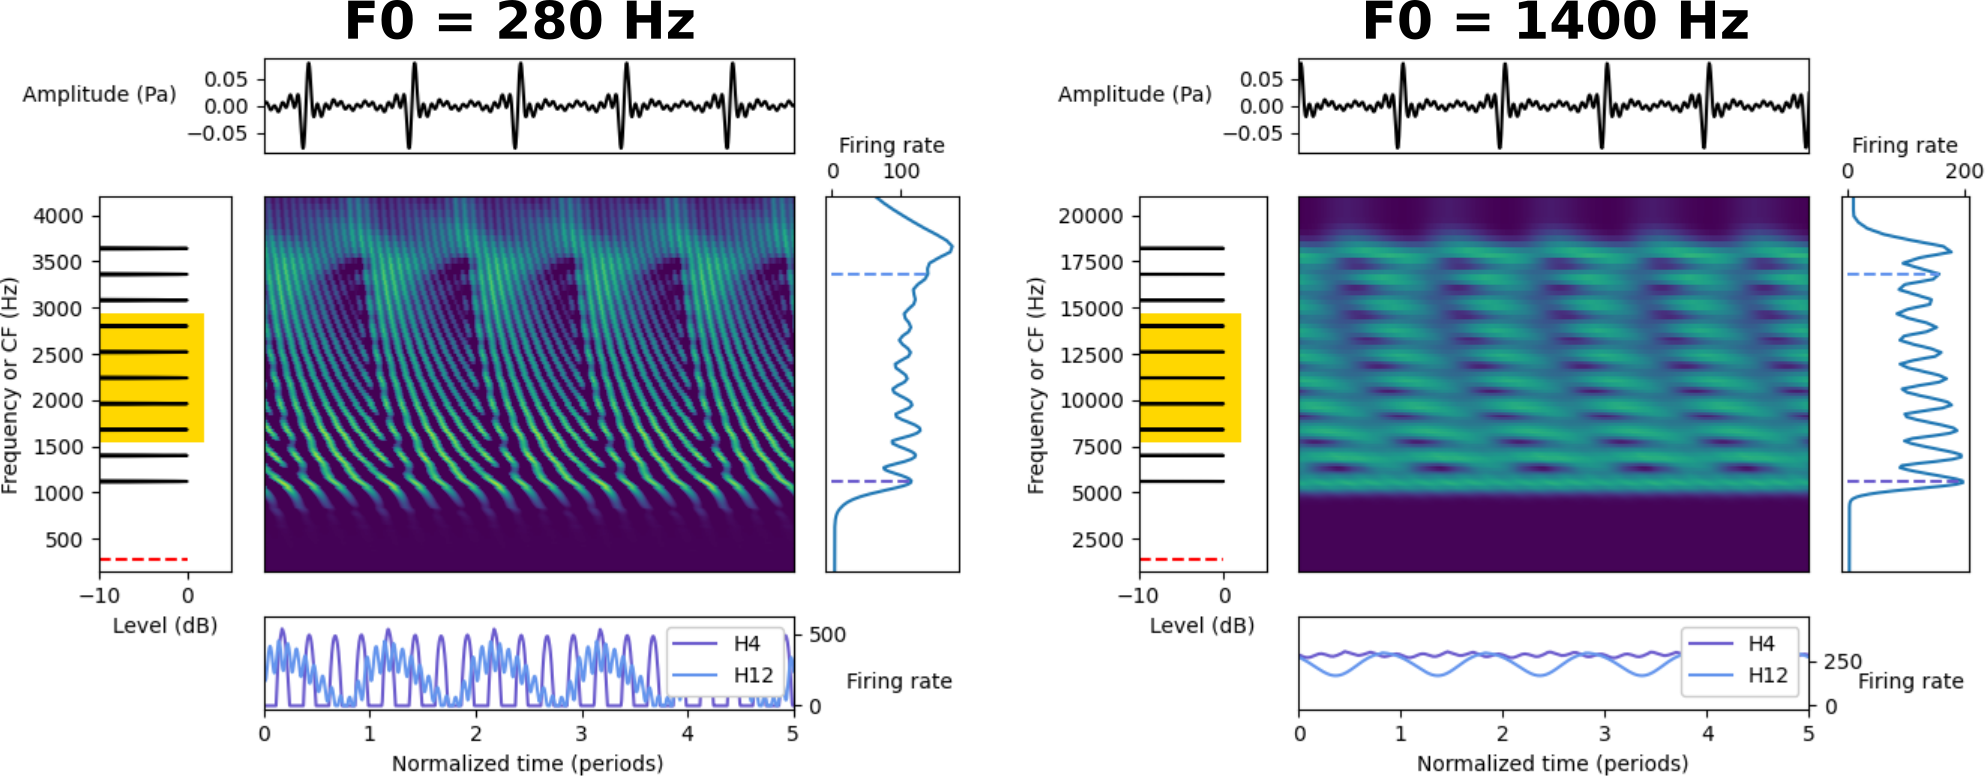 F0 = 280 Hz
Amplitude (Pa)
0.05
0.00
−0.05
Firing rate
0 100
4000
3500
3000
2500
2000
1500
1000
500
Frequency or CF (Hz)
−10 0
Level (dB)
H4
H12
500
0
Firing rate
0 1 2 3 4 5
Normalized time (periods)
F0 = 1400 Hz
Amplitude (Pa)
0.05
0.00
−0.05
Firing rate
0 200
20000
17500
15000
12500
10000
7500
5000
2500
Frequency or CF (Hz)
−10 0
Level (dB)
H4
H12
250
0
Firing rate
0 1 2 3 4 5
Normalized time (periods)